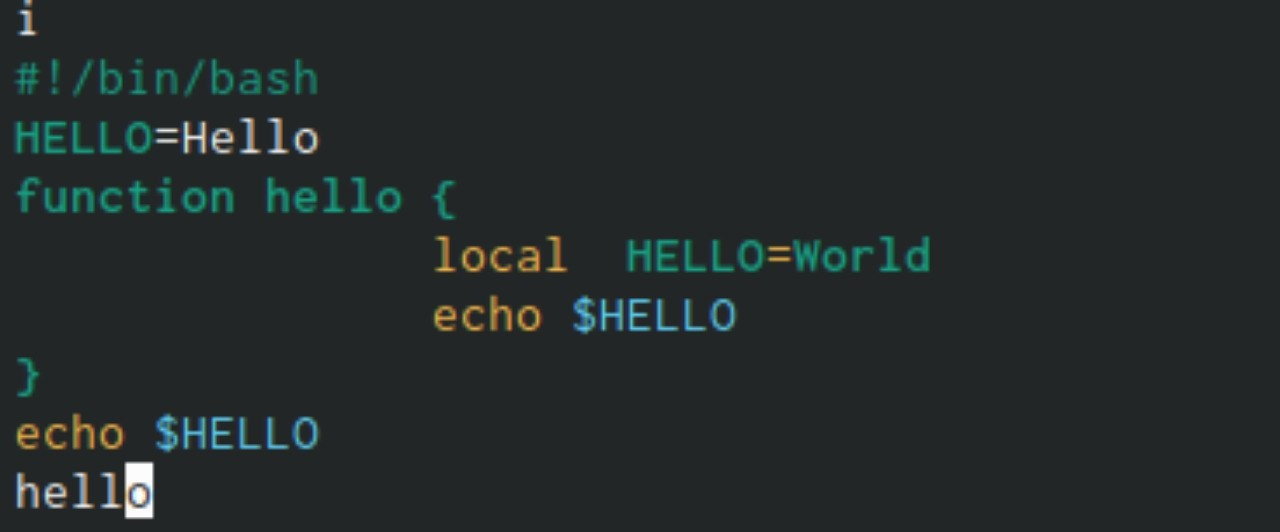 i
#!/bin/bash
HELLO=Hello
function hello {
local  HELLO=World
echo $HELLO
}
echo $HELLO
hello